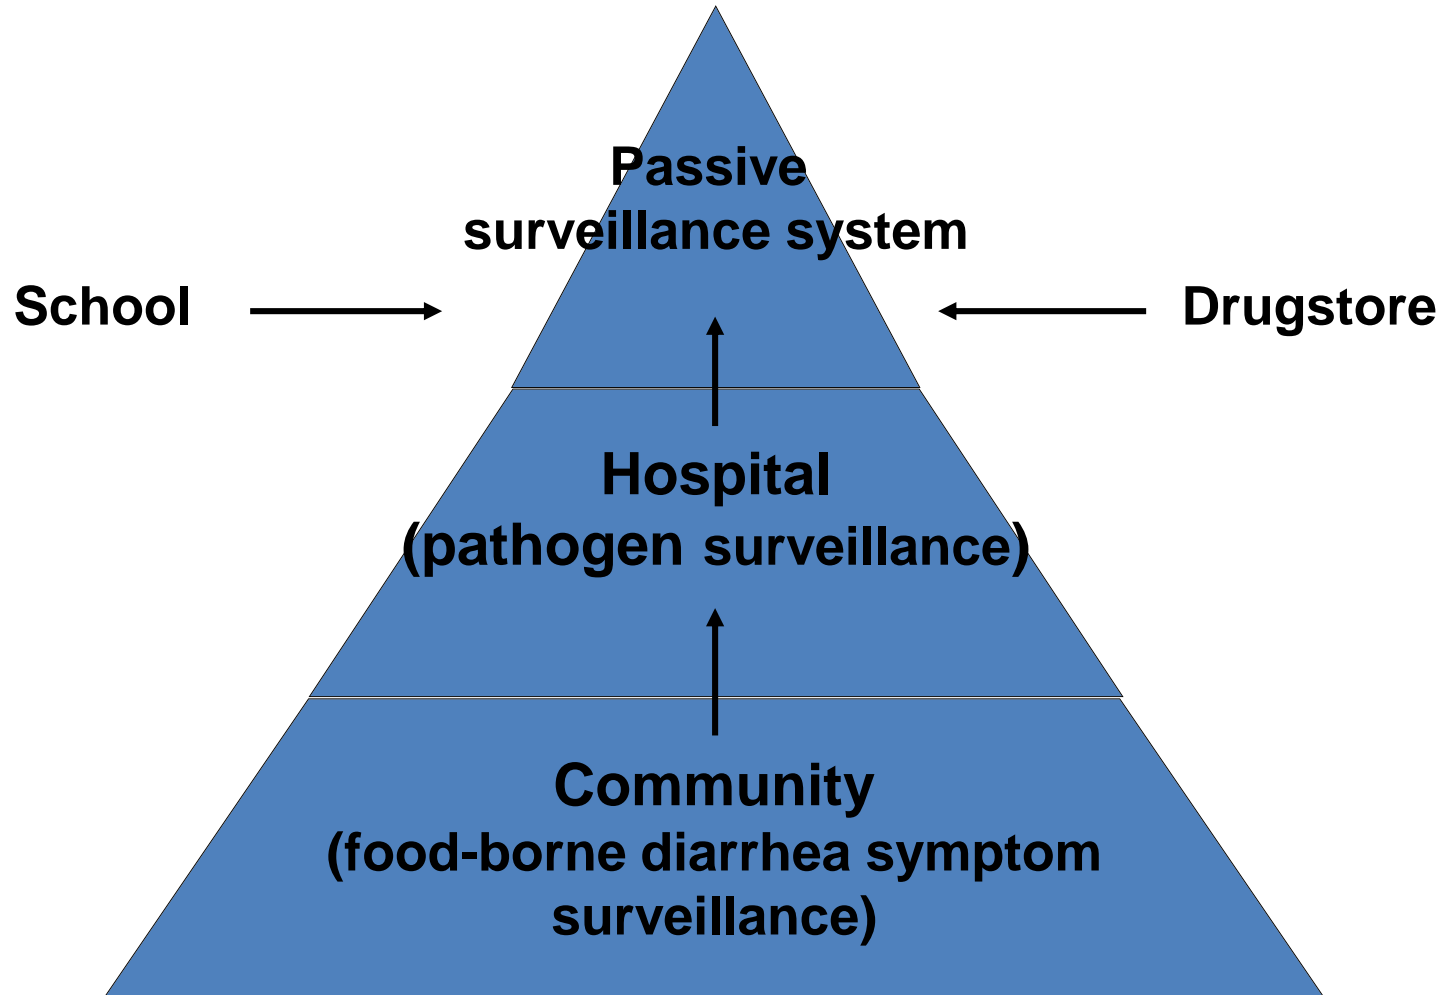 Passive
surveillance system
School
Drugstore
Hospital
(pathogen surveillance)
Community
(food-borne diarrhea symptom
surveillance)